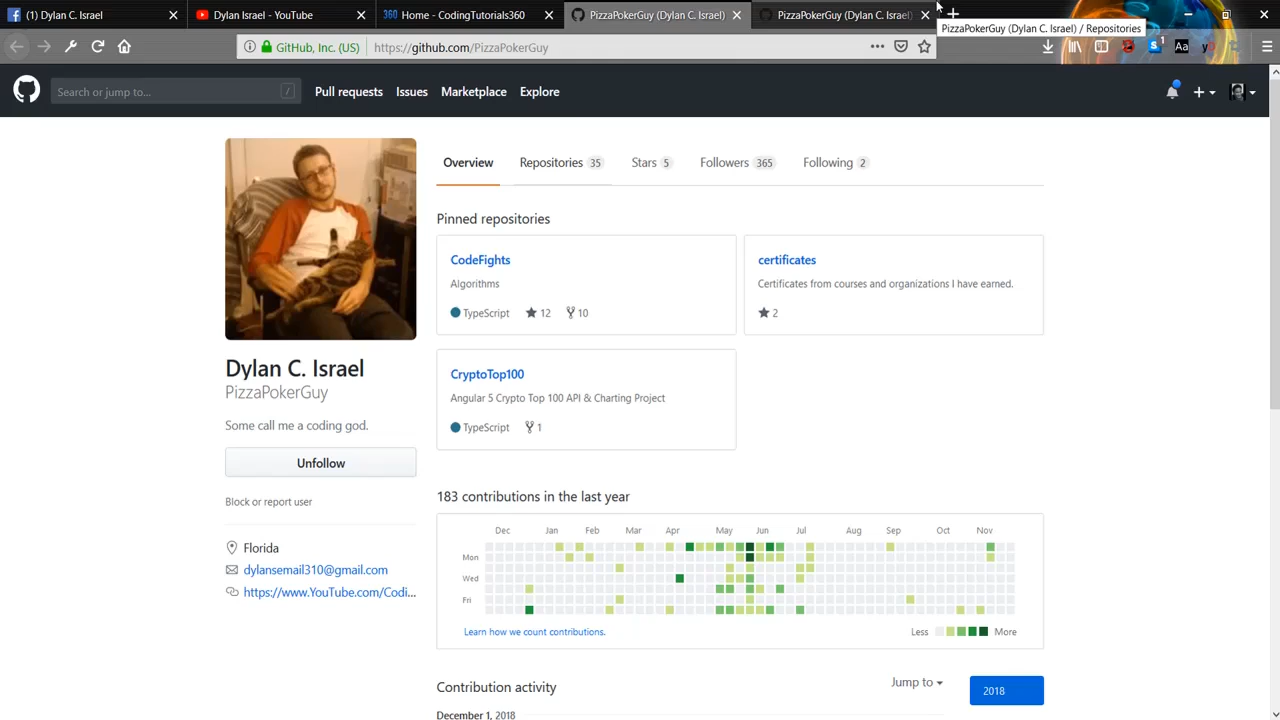 (1) Dylan Israel
Dylan Israel - YouTube
360 Home - CodingTutorials360
PizzaPokerGuy (Dylan C. Israel)
PizzaPokerGuy (Dylan C. Israel)
PizzaPokerGuy (Dylan C. Israel) / Repositories
GitHub, Inc. (US)
https://github.com/PizzaPokerGuy
Search or jump to...
/
Pull requests
Issues
Marketplace
Explore
Overview
Repositories 35
Stars 5
Followers 365
Following 2
Pinned repositories
CodeFights
Algorithms
TypeScript 12 10
certificates
Certificates from courses and organizations I have earned.
2
CryptoTop100
Angular 5 Crypto Top 100 API & Charting Project
TypeScript 1
Dylan C. Israel
PizzaPokerGuy
Some call me a coding god.
Unfollow
Block or report user
Florida
dylansemail310@gmail.com
https://www.YouTube.com/Codi...
183 contributions in the last year
Dec Jan Feb Mar Apr May Jun Jul Aug Sep Oct Nov
Mon
Wed
Fri
Learn how we count contributions.
Less More
Contribution activity
Jump to
2018
December 1, 2018